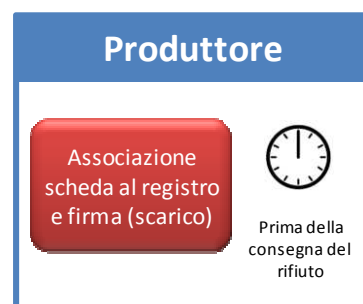 Produttore
Associazione
scheda al registro
e firma (scarico)
Prima della
consegna del
rifiuto